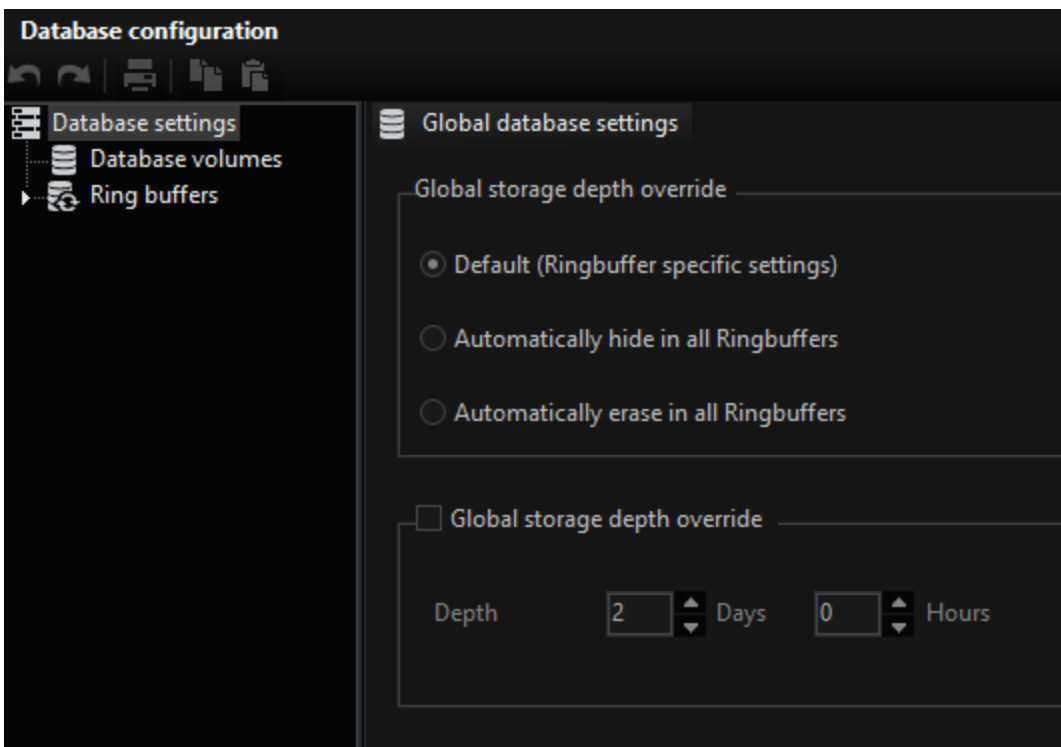 Database configuration
Database settings
Database volumes
Ring buffers
Global database settings
Global storage depth override
Default (Ringbuffer specific settings)
Automatically hide in all Ringbuffers
Automatically erase in all Ringbuffers
Global storage depth override
Depth 2 Days 0 Hours